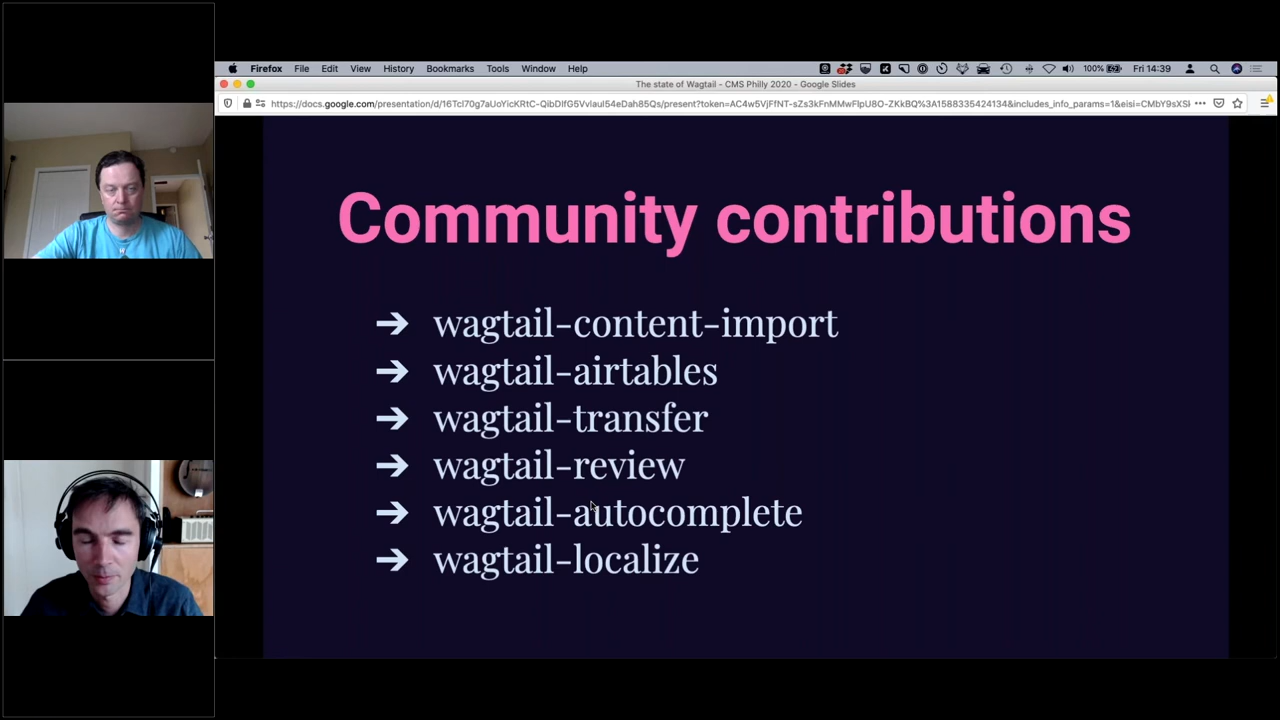 Firefox File Edit View History Bookmarks Tools Window Help 100% Fri 14:39
The state of Wagtail - CMS Philly 2020 - Google Slides
Community contributions
➔ wagtail-content-import
➔ wagtail-airtables
➔ wagtail-transfer
➔ wagtail-review
➔ wagtail-autocomplete
➔ wagtail-localize